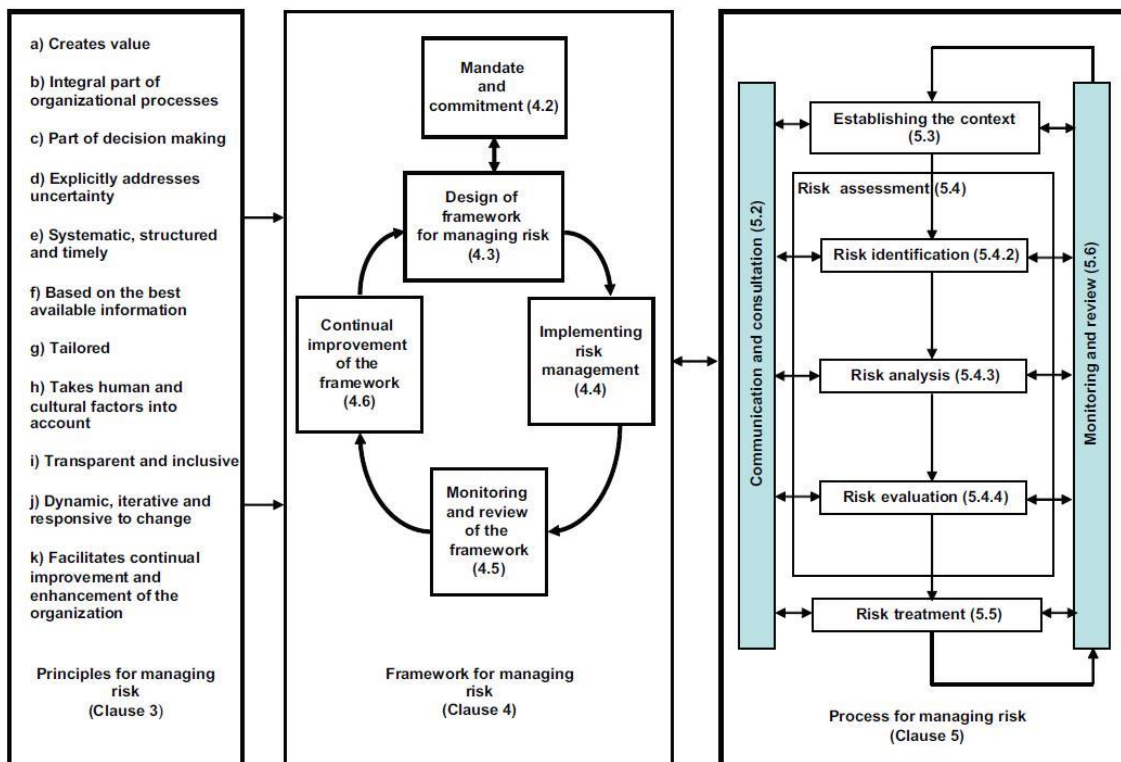 a) Creates value
b) Integral part of
organizational processes
c) Part of decision making
d) Explicitly addresses
uncertainty
e) Systematic, structured
and timely
f) Based on the best
available information
g) Tailored
h) Takes human and
cultural factors into
account
i) Transparent and inclusive
j) Dynamic, iterative and
responsive to change
k) Facilitates continual
improvement and
enhancement of the
organization
Principles for managing
risk
(Clause 3)
Mandate
and
commitment (4.2)
Design of
framework
for managing risk
(4.3)
Continual
improvement
of the
framework
(4.6)
Implementing
risk
management
(4.4)
Monitoring
and review
of the
framework
(4.5)
Framework for managing
risk
(Clause 4)
Communication and consultation (5.2)
Establishing the context
(5.3)
Risk assessment (5.4)
Risk identification (5.4.2)
Risk analysis (5.4.3)
Risk evaluation (5.4.4)
Risk treatment (5.5)
Monitoring and review (5.6)
Process for managing risk
(Clause 5)